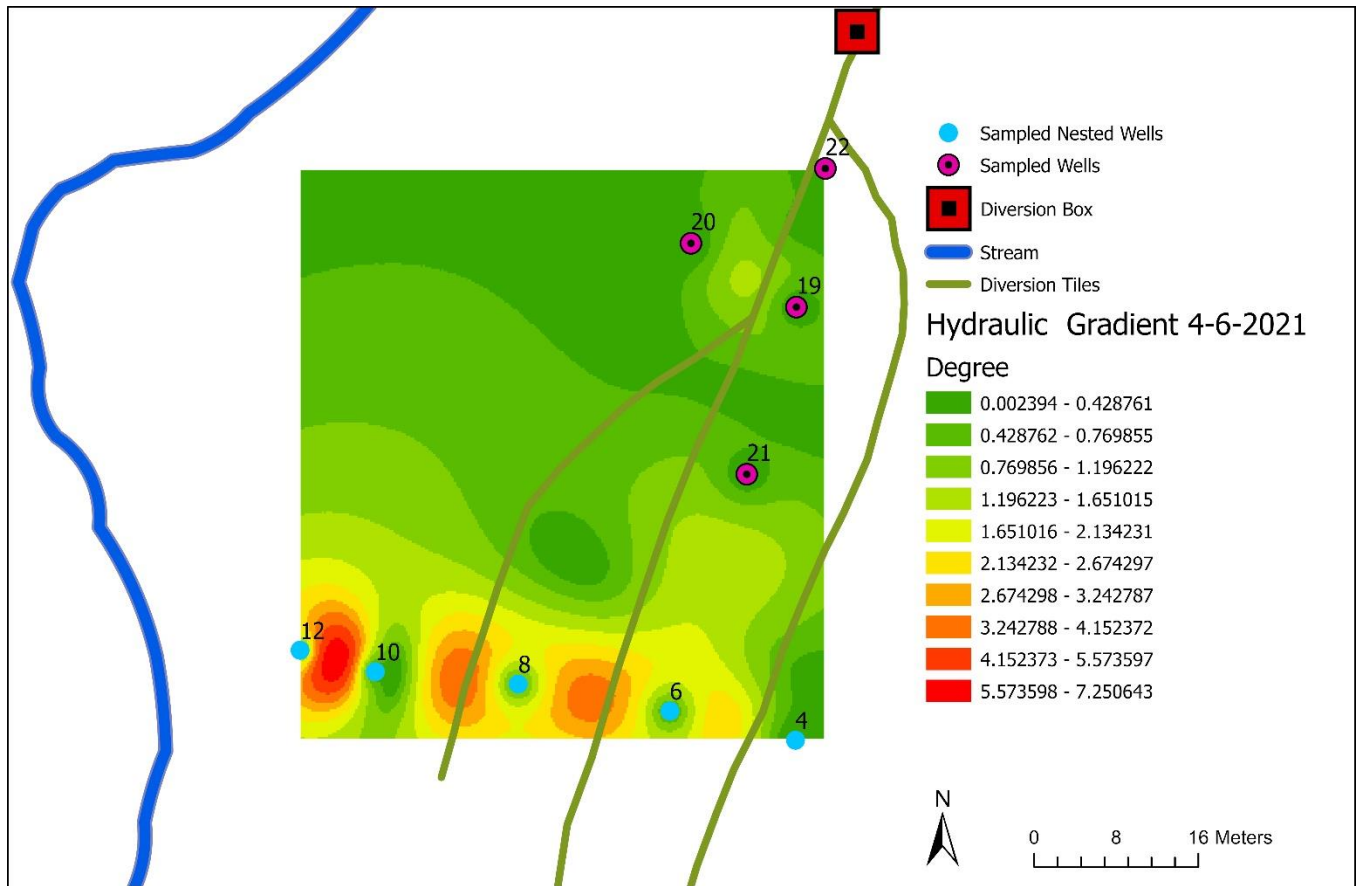 22
20
19
21
12
10
8
6
4
Sampled Nested Wells
Sampled Wells
Diversion Box
Stream
Diversion Tiles
Hydraulic Gradient 4-6-2021
Degree
0.002394 - 0.428761
0.428762 - 0.769855
0.769856 - 1.196222
1.196223 - 1.651015
1.651016 - 2.134231
2.134232 - 2.674297
2.674298 - 3.242787
3.242788 - 4.152372
4.152373 - 5.573597
5.573598 - 7.250643
N
0 8 16 Meters